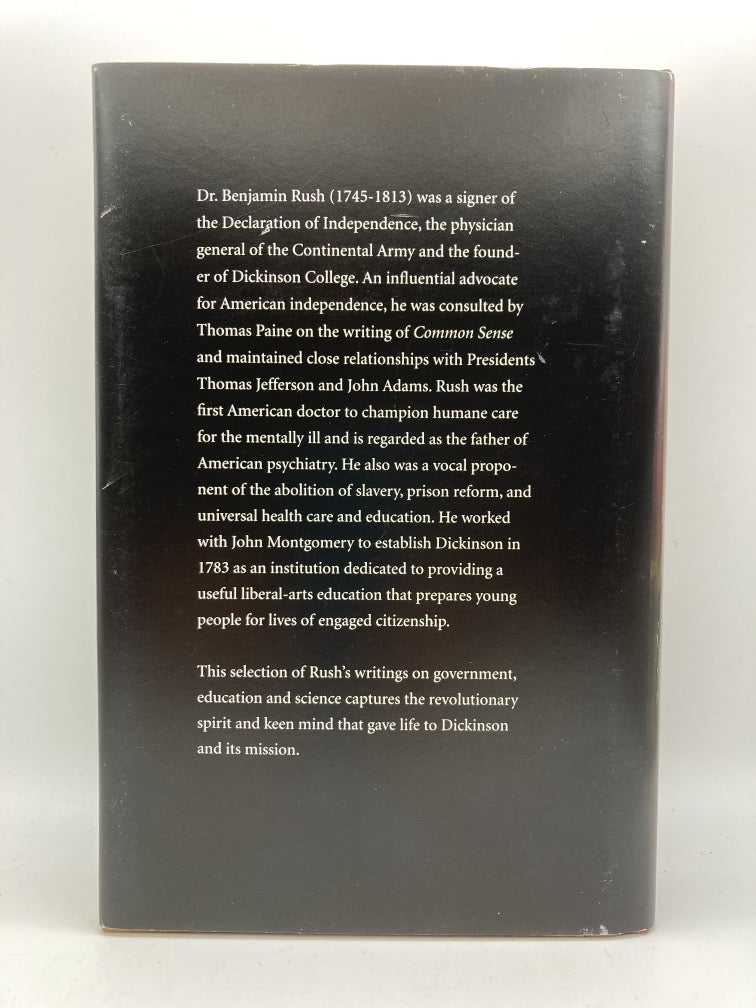 Dr. Benjamin Rush (1745-1813) was a signer of
the Declaration of Independence, the physician
general of the Continental Army and the found-
er of Dickinson College. An influential advocate
for American independence, he was consulted by
Thomas Paine on the writing of Common Sense
and maintained close relationships with Presidents
Thomas Jefferson and John Adams. Rush was the
first American doctor to champion humane care
for the mentally ill and is regarded as the father of
American psychiatry. He also was a vocal propo-
nent of the abolition of slavery, prison reform, and
universal health care and education. He worked
with John Montgomery to establish Dickinson in
1783 as an institution dedicated to providing a
useful liberal-arts education that prepares young
people for lives of engaged citizenship.
This selection of Rush's writings on government,
education and science captures the revolutionary
spirit and keen mind that gave life to Dickinson
and its mission.